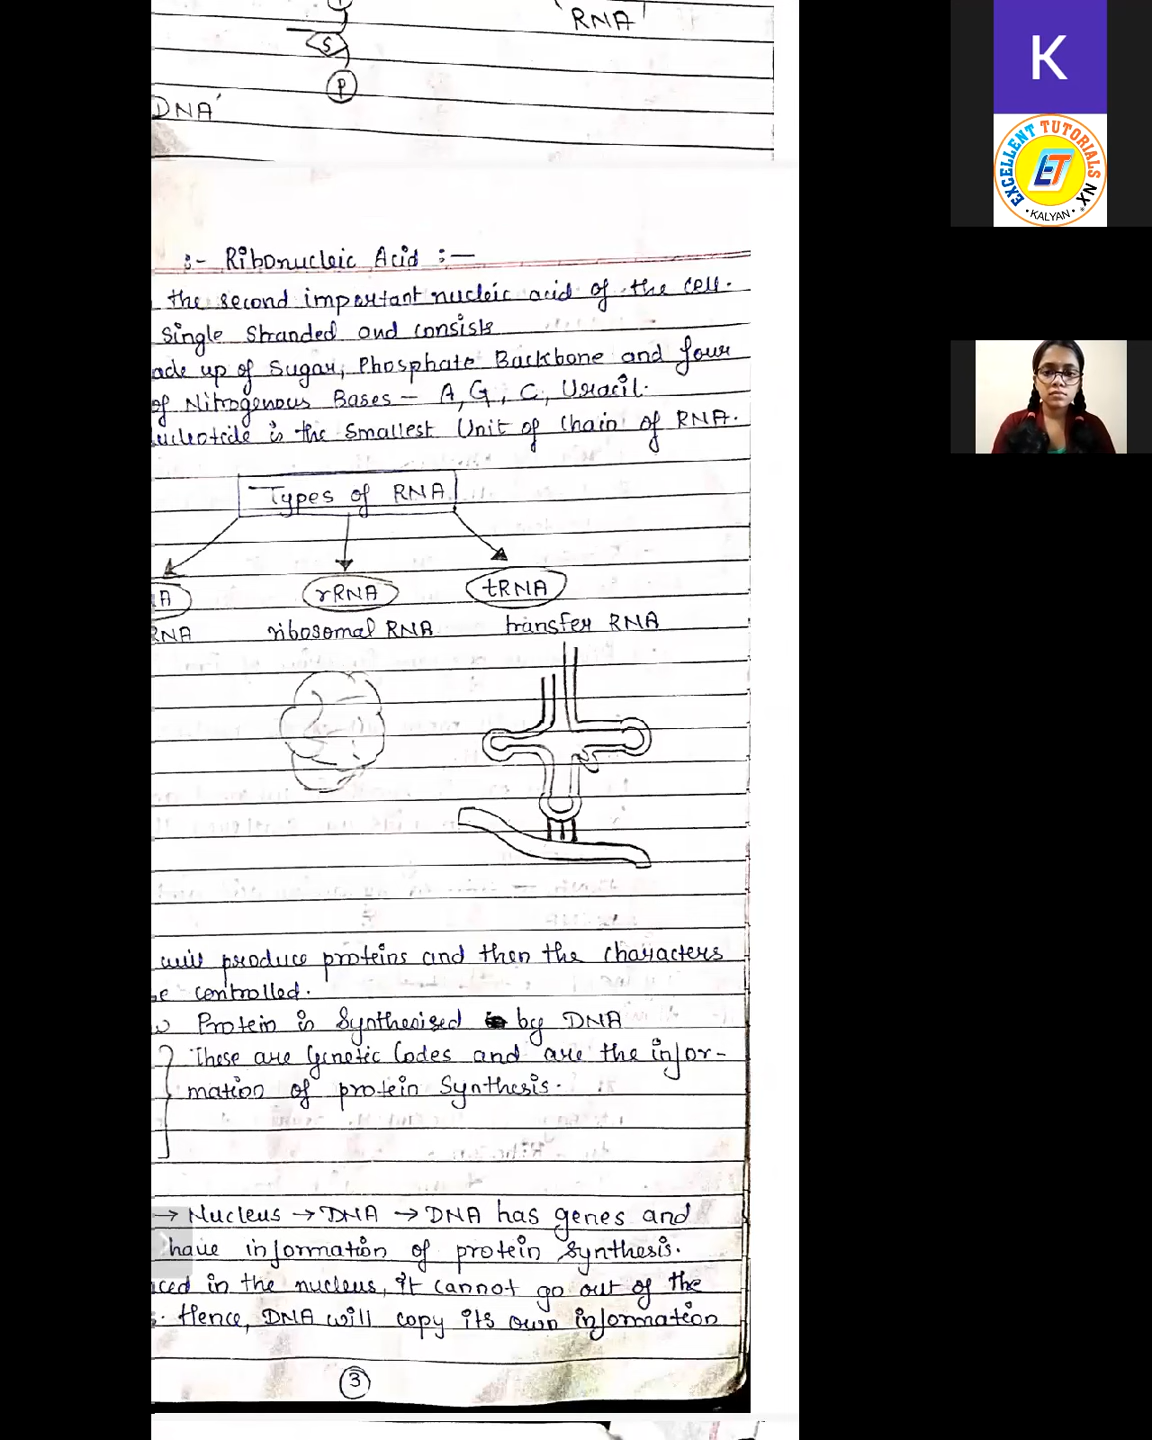 'RNA'
S
P
DNA'
:- Ribonucleic Acid :-
the second important nucleic acid of the cell.
single stranded and consists
ade up of Sugar, Phosphate Backbone and four
of Nitrogenous Bases - A, G, C, Uracil.
ucleotide is the smallest Unit of Chain of RNA.
Types of RNA
A
rRNA
tRNA
RNA
ribosomal RNA
transfer RNA
will produce proteins and then the characters
e controlled.
w Protein is Synthesised by DNA
These are Genetic Codes and are the infor-
mation of protein Synthesis.
→ Nucleus → DNA → DNA has genes and
have information of protein synthesis.
ced in the nucleus, it cannot go out of the
s. Hence, DNA will copy its own information
3
K
EXCELLENT TUTORIALS NX
ET
KALYAN